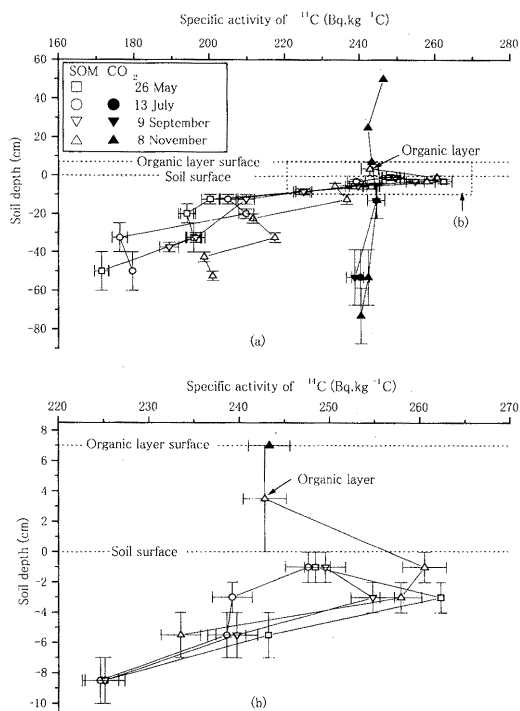 Specific activity of ¹⁴C (Bq.kg⁻¹C)
160 180 200 220 240 260 280
SOM CO₂
26 May
13 July
9 September
8 November
60
40
20
0
-20
-40
-60
-80
Soil depth (cm)
Organic layer surface
Soil surface
Organic layer
(b)
(a)
Specific activity of ¹⁴C (Bq.kg⁻¹C)
220 230 240 250 260 270
8
6
4
2
0
-2
-4
-6
-8
-10
Soil depth (cm)
Organic layer surface
Organic layer
Soil surface
(b)